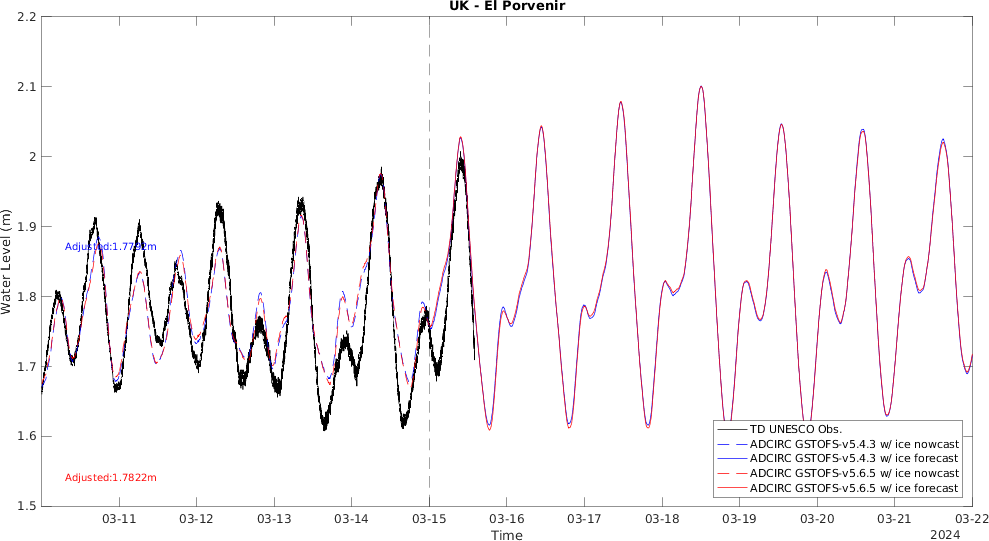 UK - El Porvenir
2.2
2.1
2
1.9
1.8
1.7
1.6
1.5
Water Level (m)
Adjusted:1.7792m
Adjusted:1.7822m
TD UNESCO Obs.
ADCIRC GSTOFS-v5.4.3 w/ ice nowcast
ADCIRC GSTOFS-v5.4.3 w/ ice forecast
ADCIRC GSTOFS-v5.6.5 w/ ice nowcast
ADCIRC GSTOFS-v5.6.5 w/ ice forecast
03-11 03-12 03-13 03-14 03-15 03-16 03-17 03-18 03-19 03-20 03-21 03-22
Time
2024